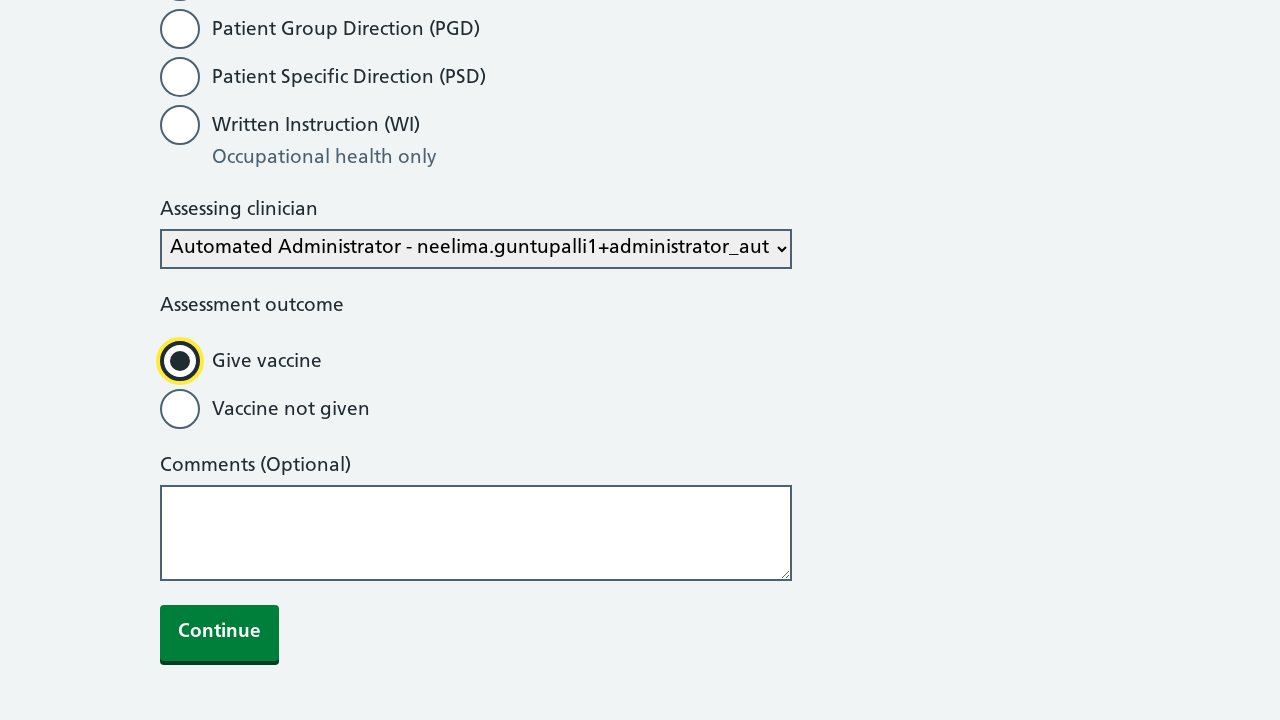 Patient Group Direction (PGD)
Patient Specific Direction (PSD)
Written Instruction (WI)
Occupational health only
Assessing clinician
Automated Administrator - neelima.guntupalli1+administrator_aut
Assessment outcome
Give vaccine
Vaccine not given
Comments (Optional)
Continue